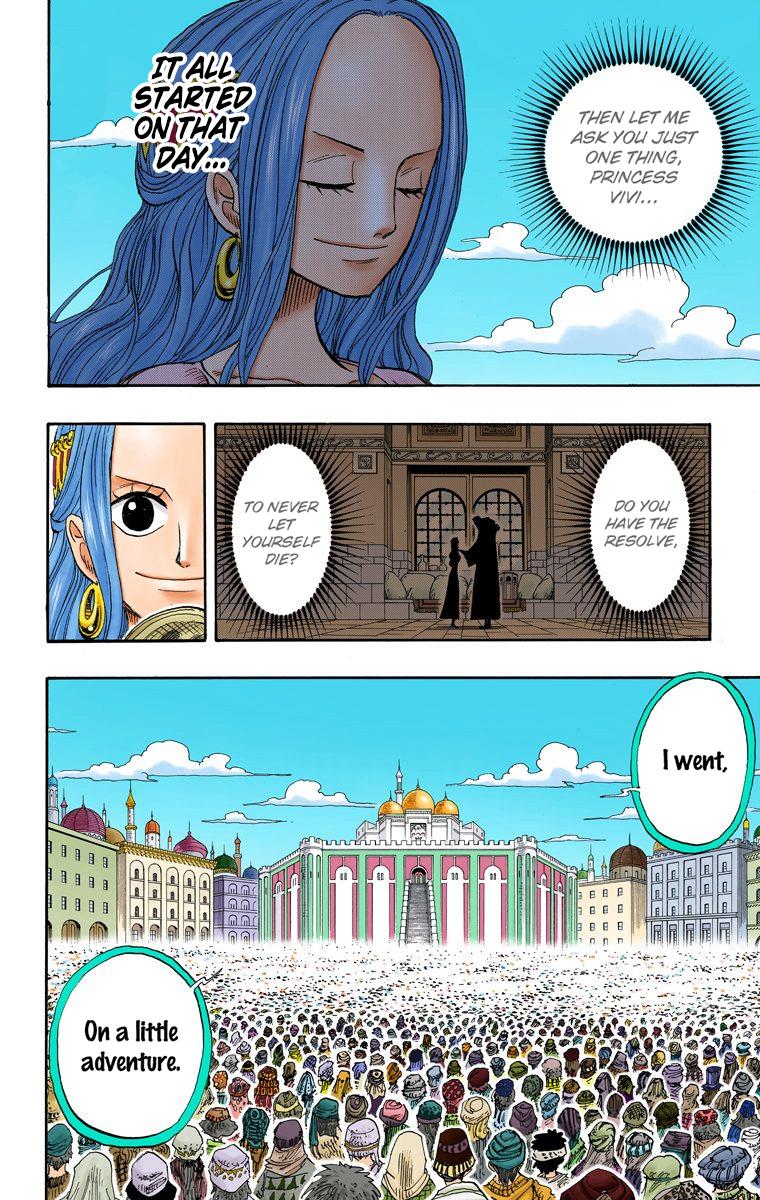 THEN LET ME
ASK YOU JUST
ONE THING,
PRINCESS
VIVI...
IT ALL
STARTED
ON THAT
DAY...
DO YOU
HAVE THE
RESOLVE,
TO NEVER
LET
YOURSELF
DIE?
I went,
On a little
adventure.